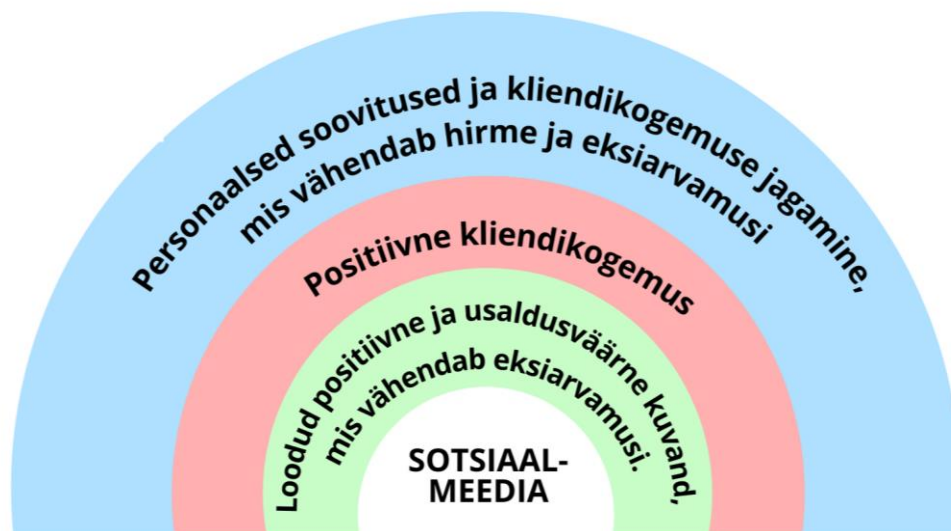 Personaalsed soovitused ja kliendikogemuse jagamine,
mis vähendab hirme ja eksiarvamusi
Positiivne kliendikogemus
Loodud positiivne ja usaldusväärne kuvand,
mis vähendab eksiarvamusi.
SOTSIAAL-
MEEDIA